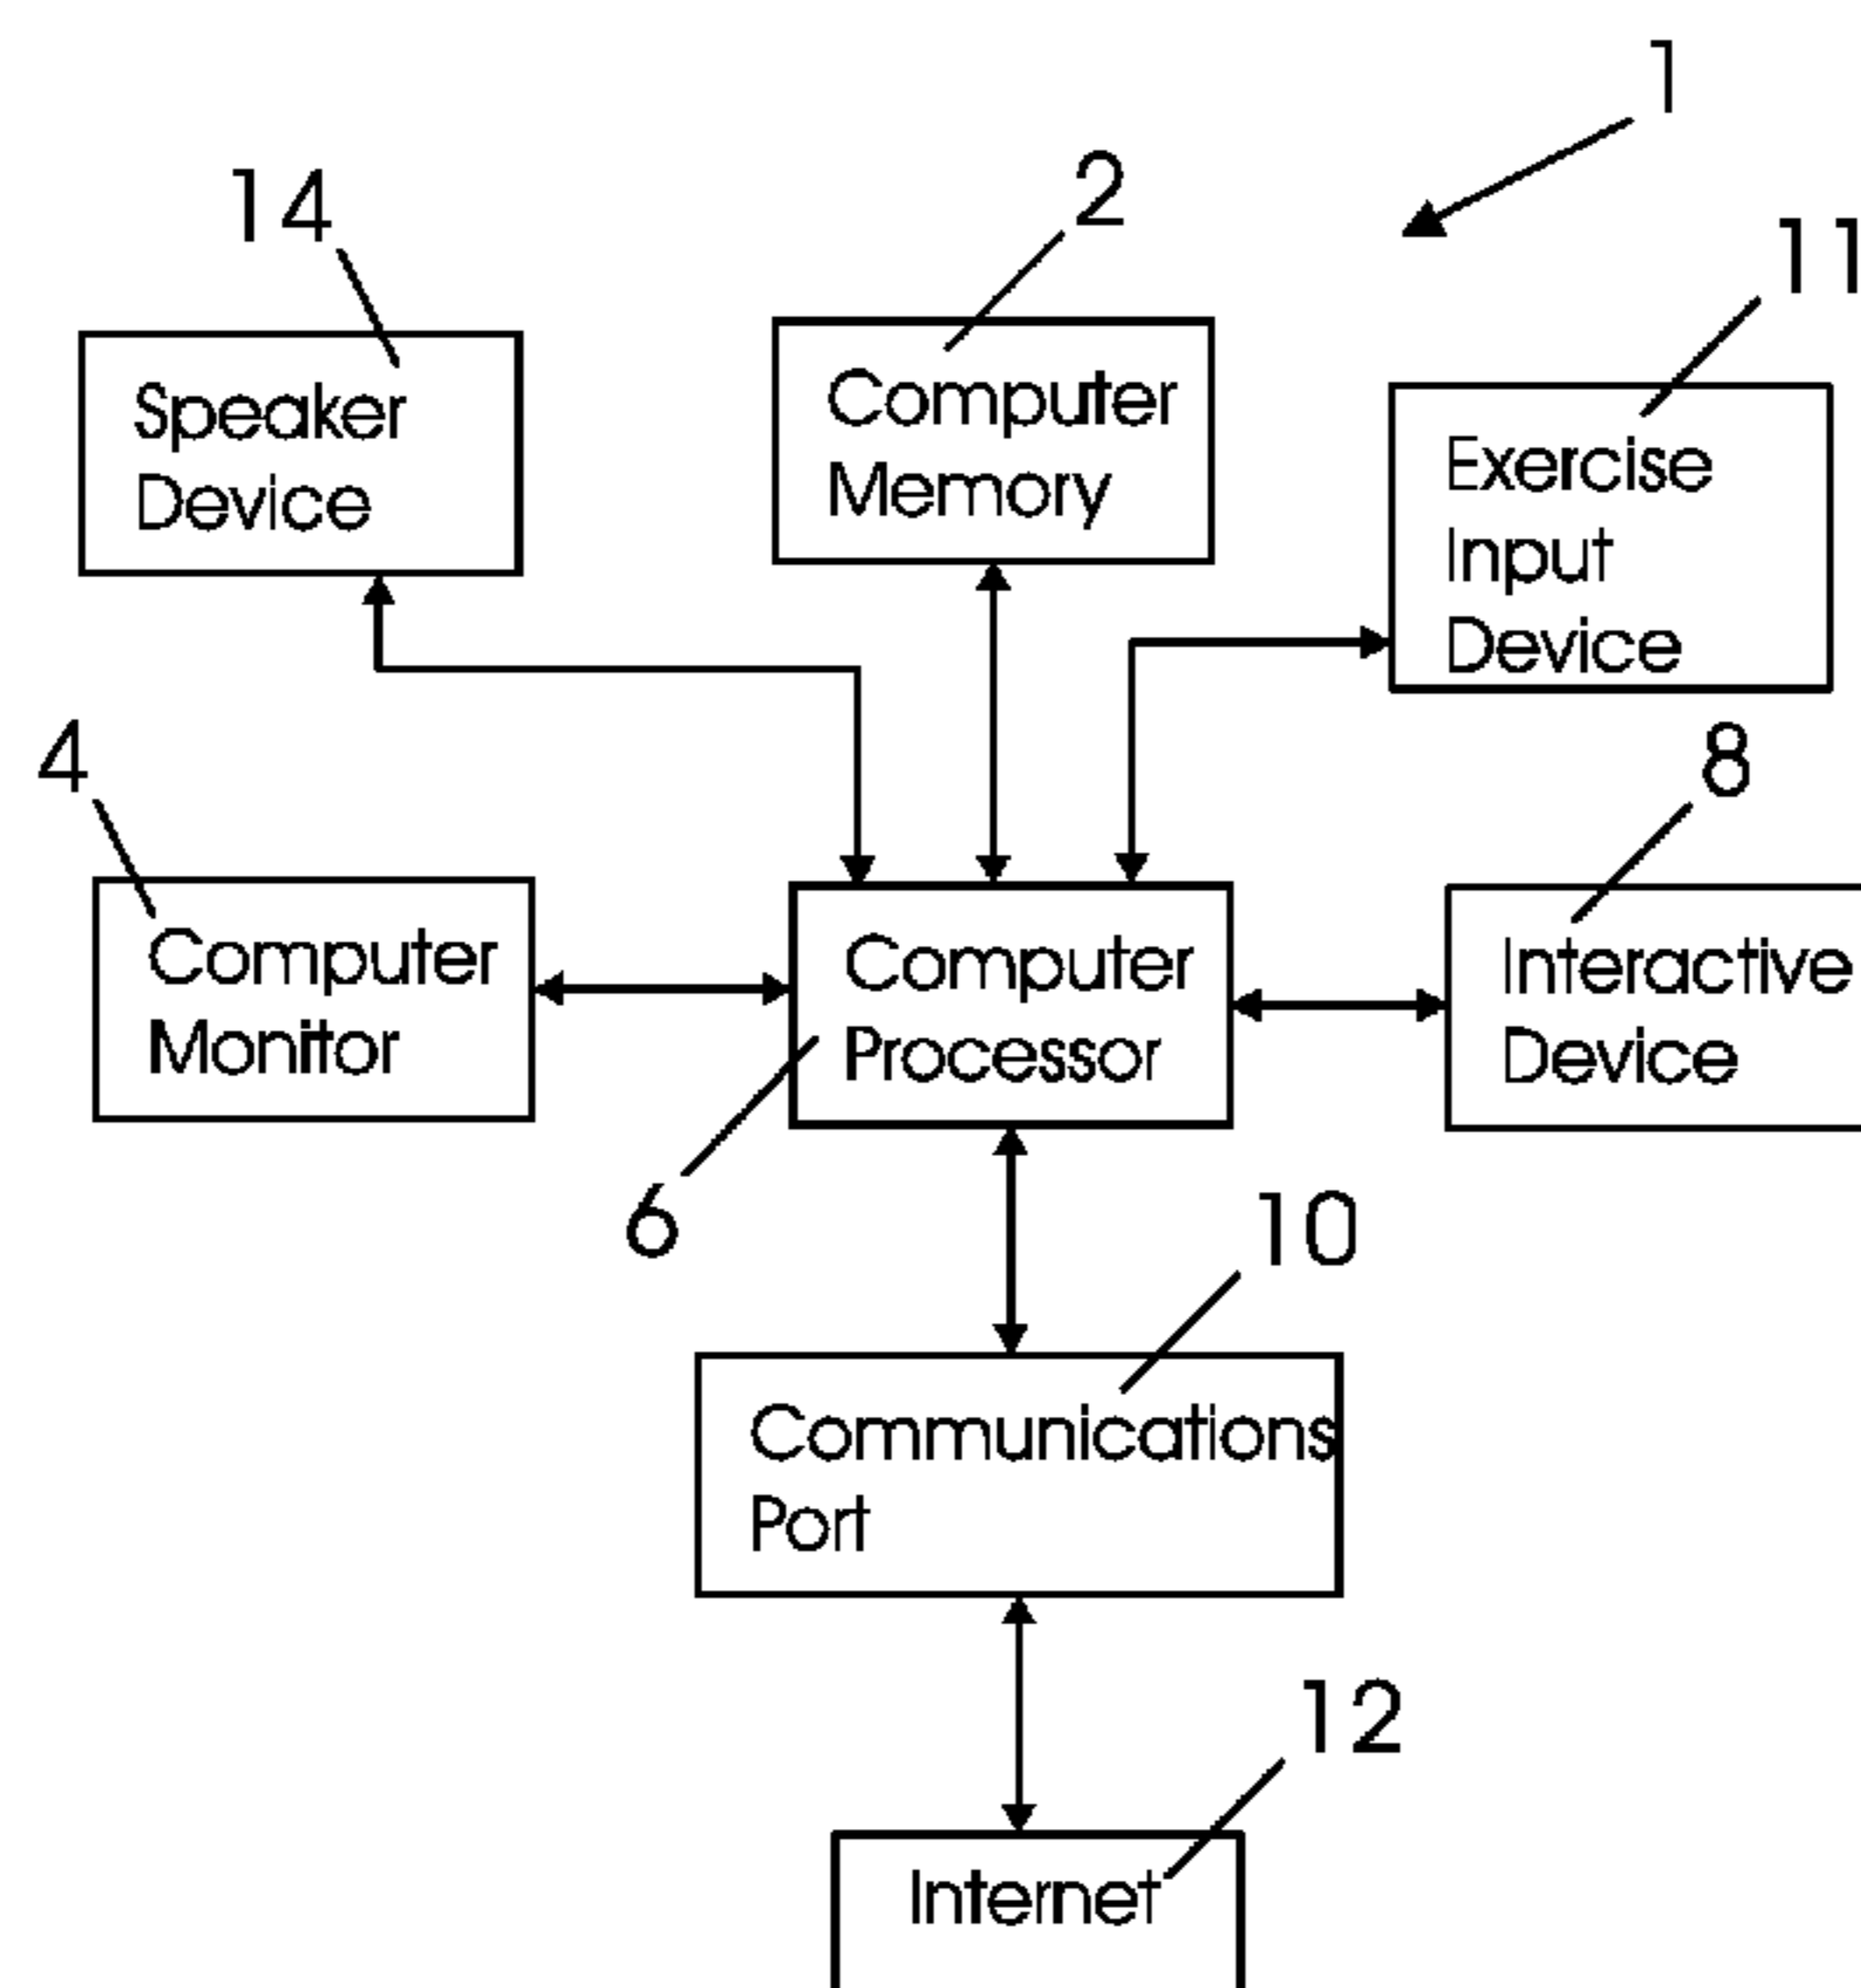 1
14
2
11
Speaker
Device
Computer
Memory
Exercise
Input
Device
4
8
Computer
Monitor
Computer
Processor
Interactive
Device
6
10
Communications
Port
12
Internet